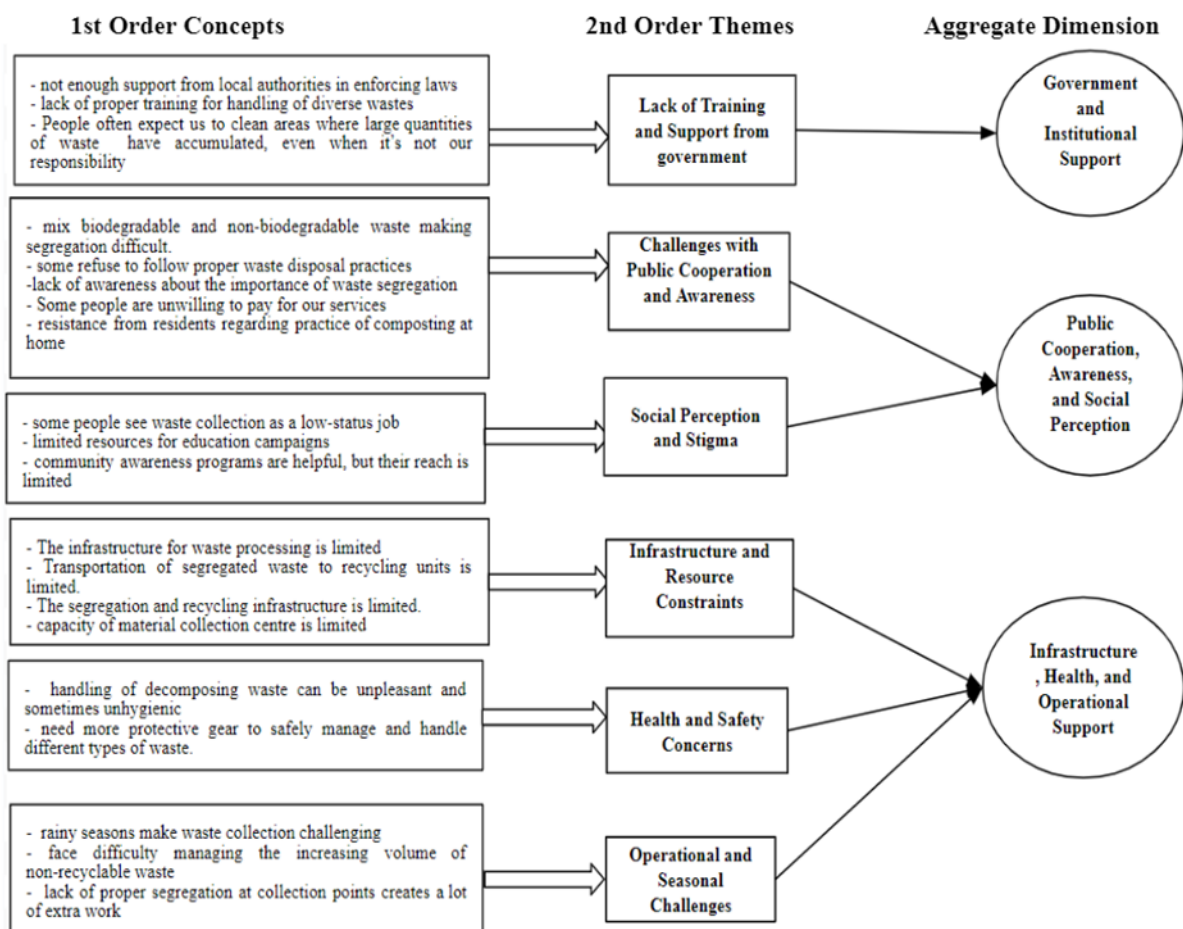 1st Order Concepts
2nd Order Themes
Aggregate Dimension
- not enough support from local authorities in enforcing laws
- lack of proper training for handling of diverse wastes
- People often expect us to clean areas where large quantities
of waste have accumulated, even when it's not our
responsibility
Lack of Training
and Support from
government
Government
and
Institutional
Support
- mix biodegradable and non-biodegradable waste making
segregation difficult.
- some refuse to follow proper waste disposal practices
-lack of awareness about the importance of waste segregation
- Some people are unwilling to pay for our services
- resistance from residents regarding practice of composting at
home
Challenges with
Public Cooperation
and Awareness
Public
Cooperation,
Awareness,
and Social
Perception
- some people see waste collection as a low-status job
- limited resources for education campaigns
- community awareness programs are helpful, but their reach is
limited
Social Perception
and Stigma
- The infrastructure for waste processing is limited
- Transportation of segregated waste to recycling units is
limited.
- The segregation and recycling infrastructure is limited.
- capacity of material collection centre is limited
Infrastructure and
Resource
Constraints
Infrastructure
, Health, and
Operational
Support
- handling of decomposing waste can be unpleasant and
sometimes unhygienic
- need more protective gear to safely manage and handle
different types of waste.
Health and Safety
Concerns
- rainy seasons make waste collection challenging
- face difficulty managing the increasing volume of
non-recyclable waste
- lack of proper segregation at collection points creates a lot
of extra work
Operational and
Seasonal
Challenges